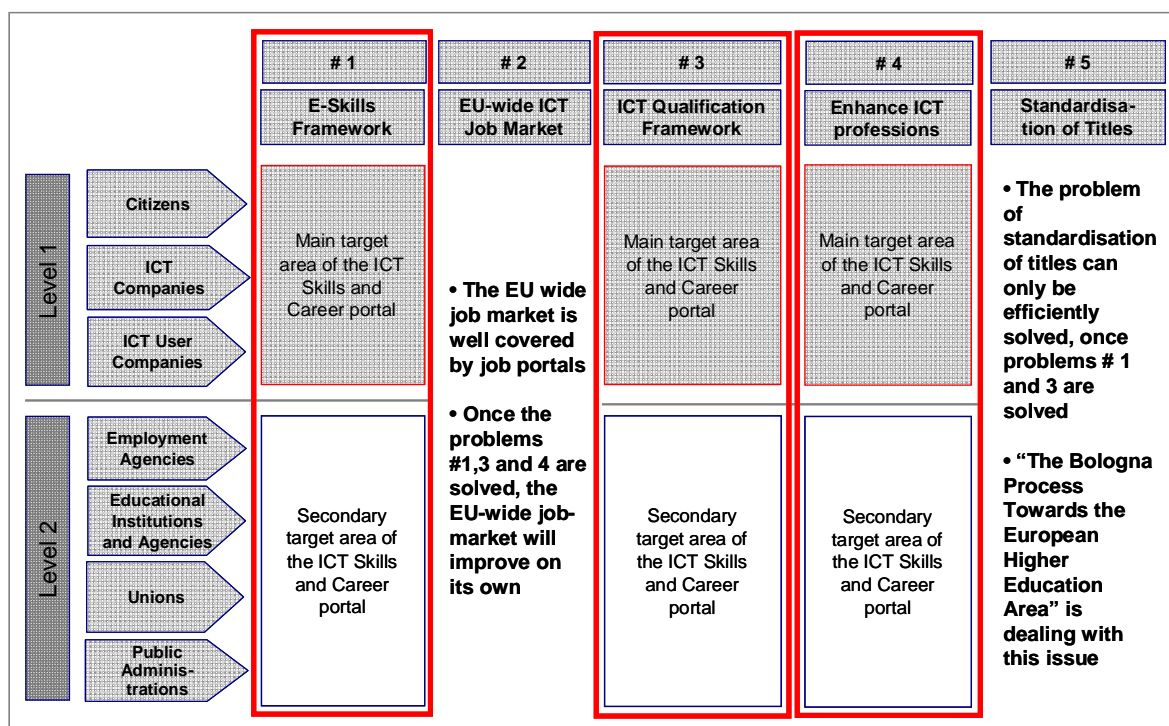 # 1
# 2
# 3
# 4
# 5
E-Skills
Framework
EU-wide ICT
Job Market
ICT Qualification
Framework
Enhance ICT
professions
Standardisa-
tion of Titles
Level 1
Citizens
ICT
Companies
ICT User
Companies
Main target
area of the ICT
Skills and
Career portal
Main target area
of the ICT Skills
and Career
portal
Main target area
of the ICT Skills
and Career
portal
Level 2
Employment
Agencies
Educational
Institutions
and Agencies
Unions
Public
Adminis-
trations
Secondary
target area of
the ICT Skills
and Career
portal
• The EU wide
job market is
well covered
by job portals
• Once the
problems
#1,3 and 4 are
solved, the
EU-wide job-
market will
improve on
its own
Secondary
target area of
the ICT Skills
and Career
portal
Secondary
target area of
the ICT Skills
and Career
portal
• The
problem
of
standardisation
of titles can
only be
efficiently
solved, once
problems # 1
and 3 are
solved
• “The Bologna
Process
Towards the
European
Higher
Education
Area” is
dealing with
this issue